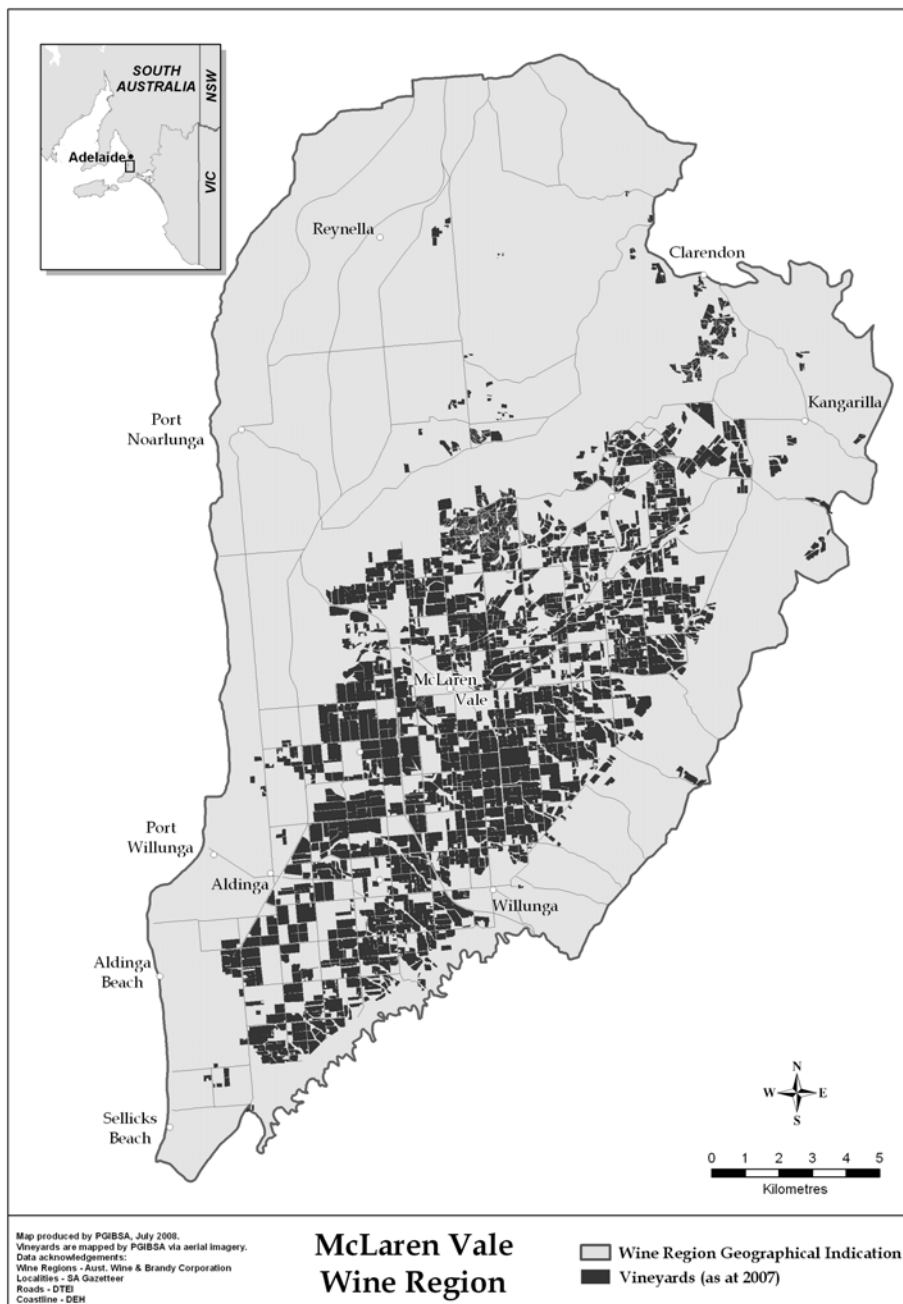 SOUTH
AUSTRALIA
NSW
Adelaide
VIC
Reynella
Clarendon
Kangarilla
Port
Noarlunga
McLaren
Vale
Port
Willunga
Aldinga
Willunga
Aldinga
Beach
Sellicks
Beach
N
W E
S
0 1 2 3 4 5
Kilometres
Map produced by PGIBSA, July 2008.
Vineyards are mapped by PGIBSA via aerial imagery.
Data acknowledgements:
Wine Regions - Aust. Wine & Brandy Corporation
Localities - SA Gazetteer
Roads - DTEI
Coastline - DEH
McLaren Vale
Wine Region
Wine Region Geographical Indication
Vineyards (as at 2007)